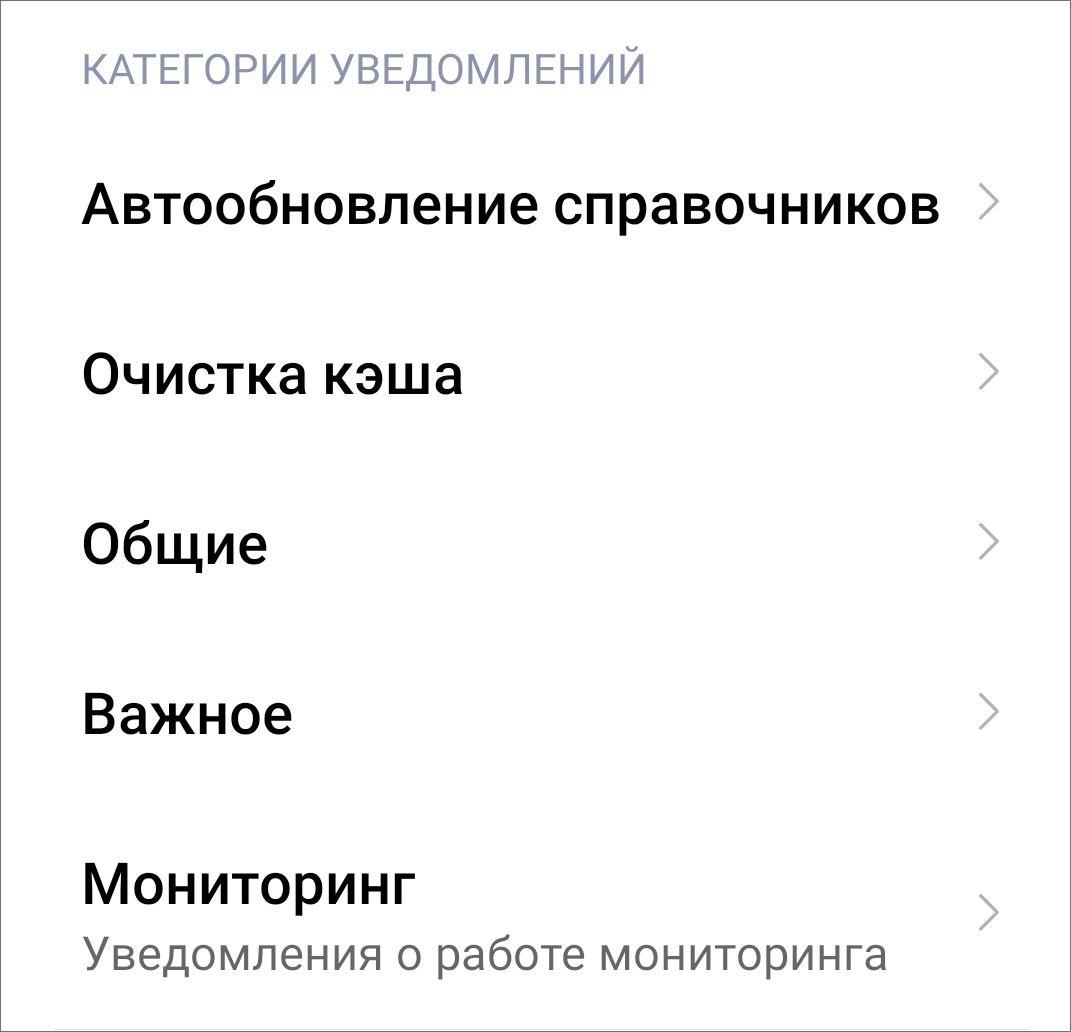 КАТЕГОРИИ УВЕДОМЛЕНИЙ
Автообновление справочников
Очистка кэша
Общие
Важное
Мониторинг
Уведомления о работе мониторинга